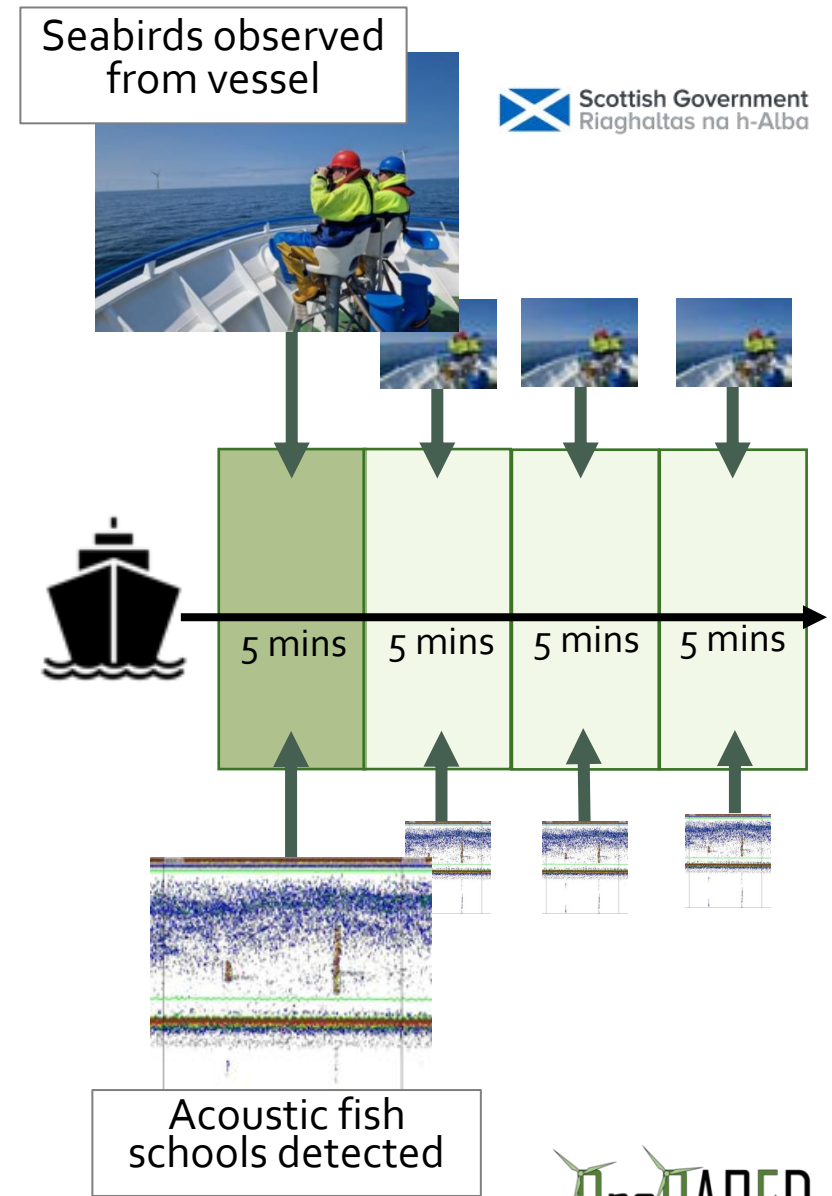 Seabirds observed
from vessel
Scottish Government
Riaghaltas na h-Alba
5 mins
5 mins
5 mins
5 mins
Acoustic fish
schools detected